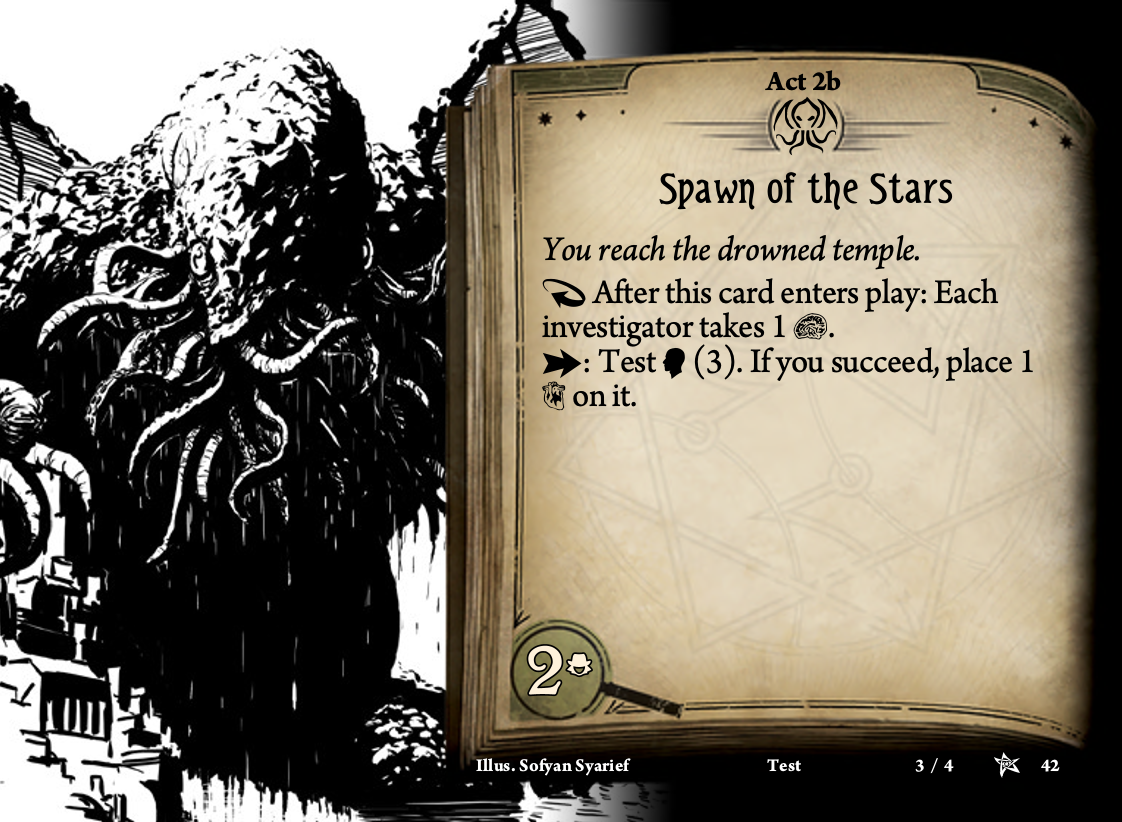 Act 2b
Spawn of the Stars
You reach the drowned temple.
After this card enters play: Each
investigator takes 1 .
: Test (3). If you succeed, place 1
on it.
2
Illus. Sofyan Syarief
Test
3 / 4
42